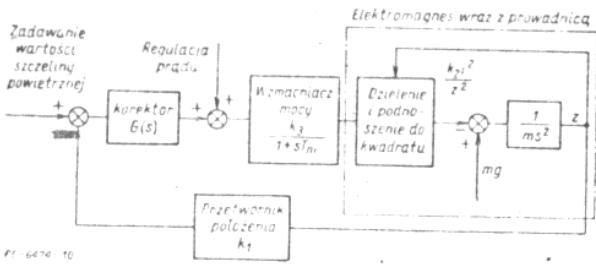 Elektromagnes wraz z prowadnicą
Zadawanie
wartości
szczeliny
powietrznej
Regulacja
prądu
+
korektor
G(s)
+
+
Wzmacniacz
mocy
k₃
1 + sTm
Dzielenie
i podno-
szenie do
kwadratu
k₂i²
z²
−
+
mg
1
ms²
z
Przetwornik
położenia
k₁